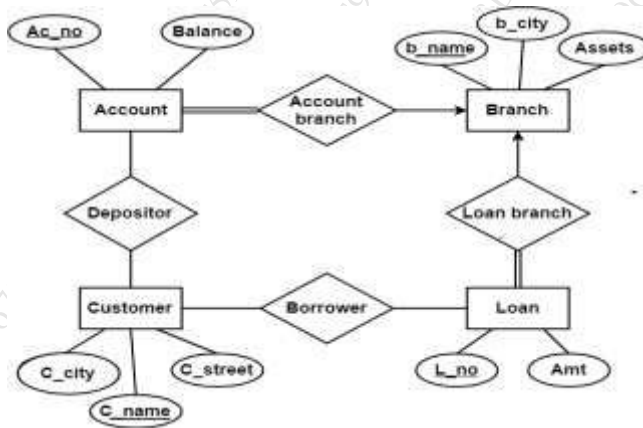 b_city
Ac_no Balance b_name Assets
Account Account branch Branch
Depositor Loan branch
Customer Borrower Loan
C_city C_street L_no Amt
C_name